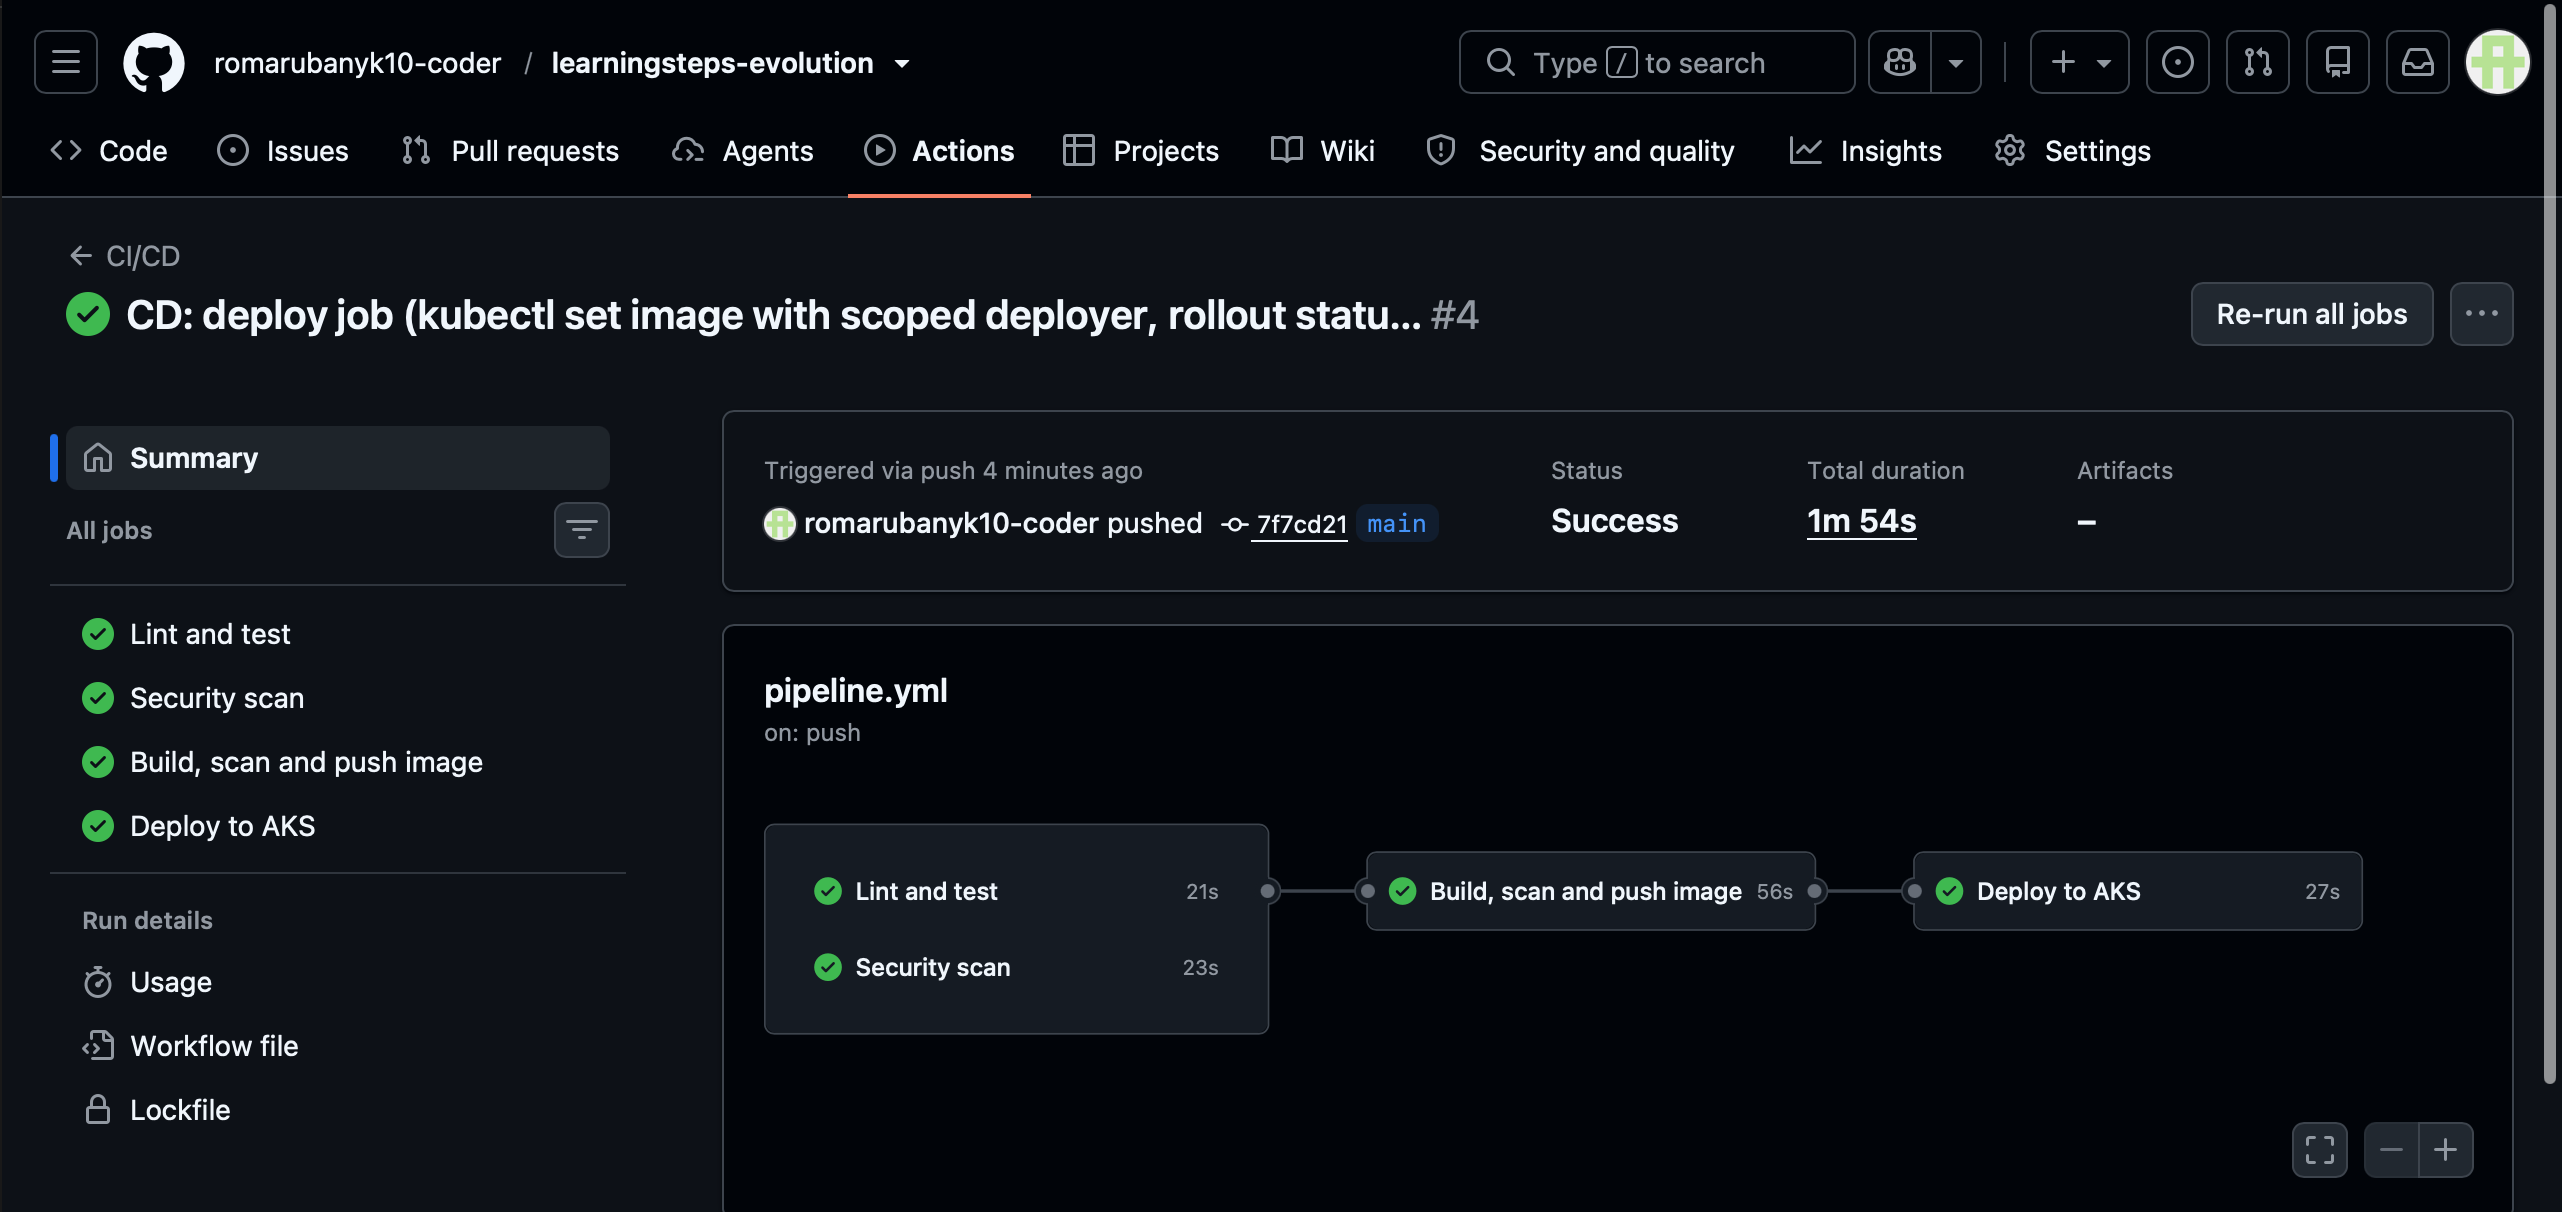 romarubanyk10-coder / learningsteps-evolution
Type / to search
Code
Issues
Pull requests
Agents
Actions
Projects
Wiki
Security and quality
Insights
Settings
CI/CD
CD: deploy job (kubectl set image with scoped deployer, rollout statu... #4
Re-run all jobs
Summary
All jobs
Lint and test
Security scan
Build, scan and push image
Deploy to AKS
Run details
Usage
Workflow file
Lockfile
Triggered via push 4 minutes ago
romarubanyk10-coder pushed 7f7cd21 main
Status
Success
Total duration
1m 54s
Artifacts
–
pipeline.yml
on: push
Lint and test 21s
Security scan 23s
Build, scan and push image 56s
Deploy to AKS 27s